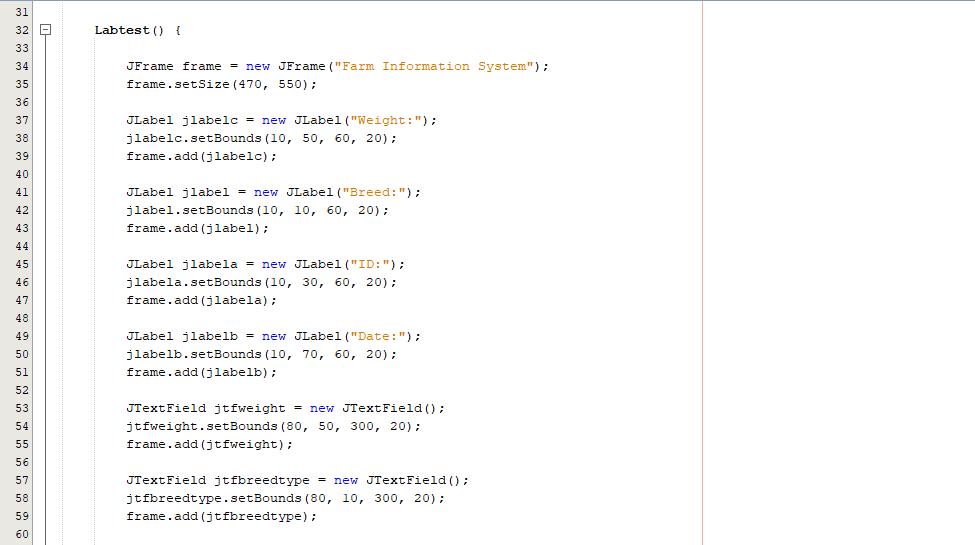 31
32 Labtest() {
33
34 JFrame frame = new JFrame("Farm Information System");
35 frame.setSize(470, 550);
36
37 JLabel jlabelc = new JLabel("Weight:");
38 jlabelc.setBounds(10, 50, 60, 20);
39 frame.add(jlabelc);
40
41 JLabel jlabel = new JLabel("Breed:");
42 jlabel.setBounds(10, 10, 60, 20);
43 frame.add(jlabel);
44
45 JLabel jlabela = new JLabel("ID:");
46 jlabela.setBounds(10, 30, 60, 20);
47 frame.add(jlabela);
48
49 JLabel jlabelb = new JLabel("Date:");
50 jlabelb.setBounds(10, 70, 60, 20);
51 frame.add(jlabelb);
52
53 JTextField jtfweight = new JTextField();
54 jtfweight.setBounds(80, 50, 300, 20);
55 frame.add(jtfweight);
56
57 JTextField jtfbreedtype = new JTextField();
58 jtfbreedtype.setBounds(80, 10, 300, 20);
59 frame.add(jtfbreedtype);
60